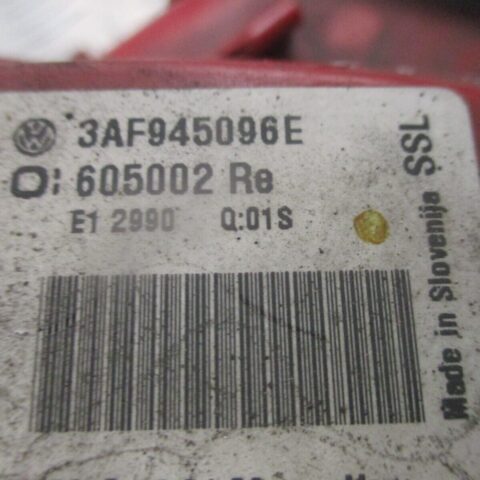 3AF945096E
605002 Re
E1 2990 Q:01S
Made in Slovenija SSL